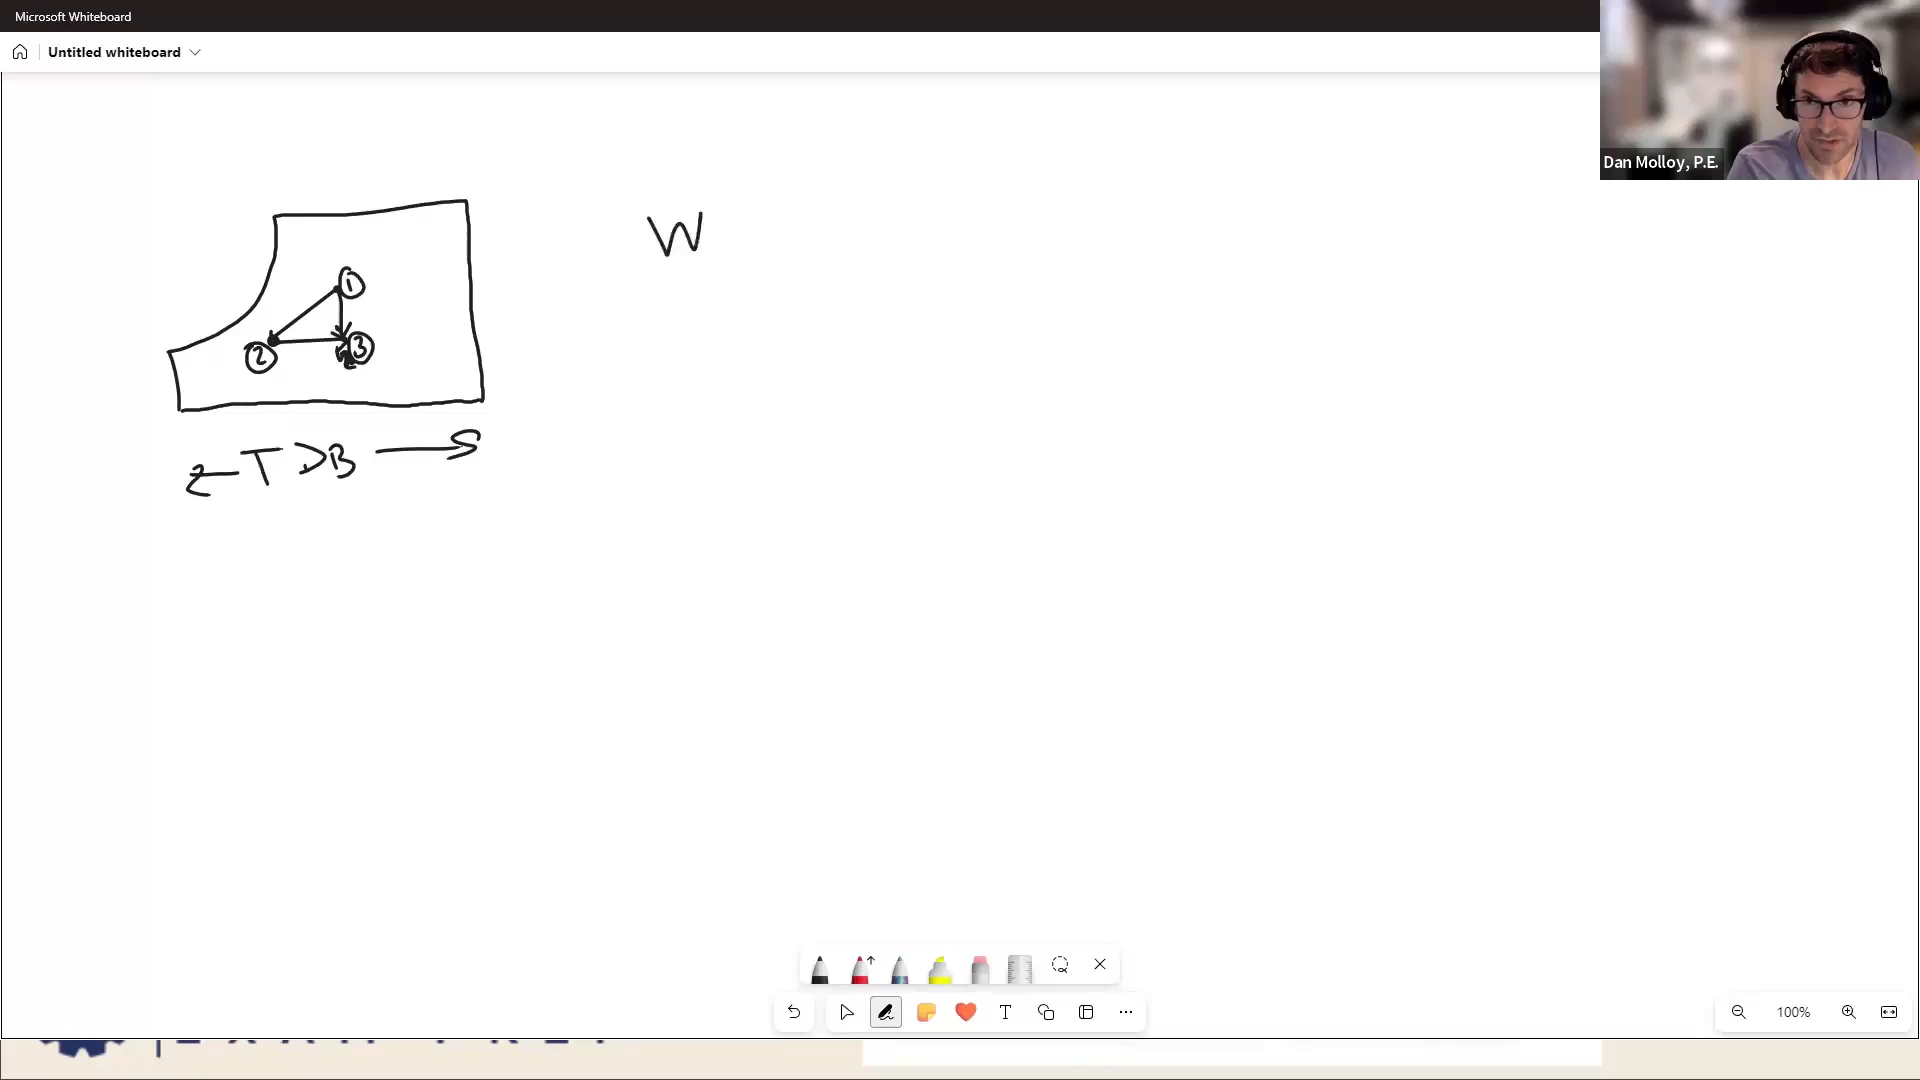 Microsoft Whiteboard
Untitled whiteboard
Dan Molloy, P.E.
W
1
2
3
T DB S
T
100%